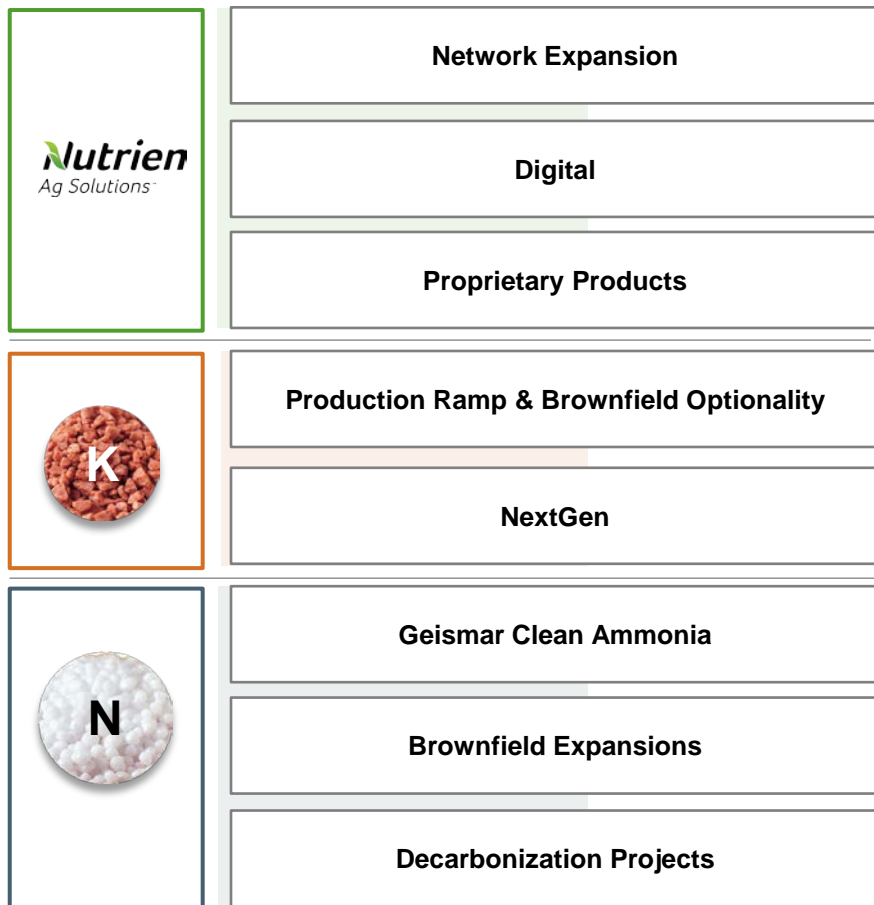 Nutrien
Ag Solutions™
Network Expansion
Digital
Proprietary Products
K
Production Ramp & Brownfield Optionality
NextGen
N
Geismar Clean Ammonia
Brownfield Expansions
Decarbonization Projects